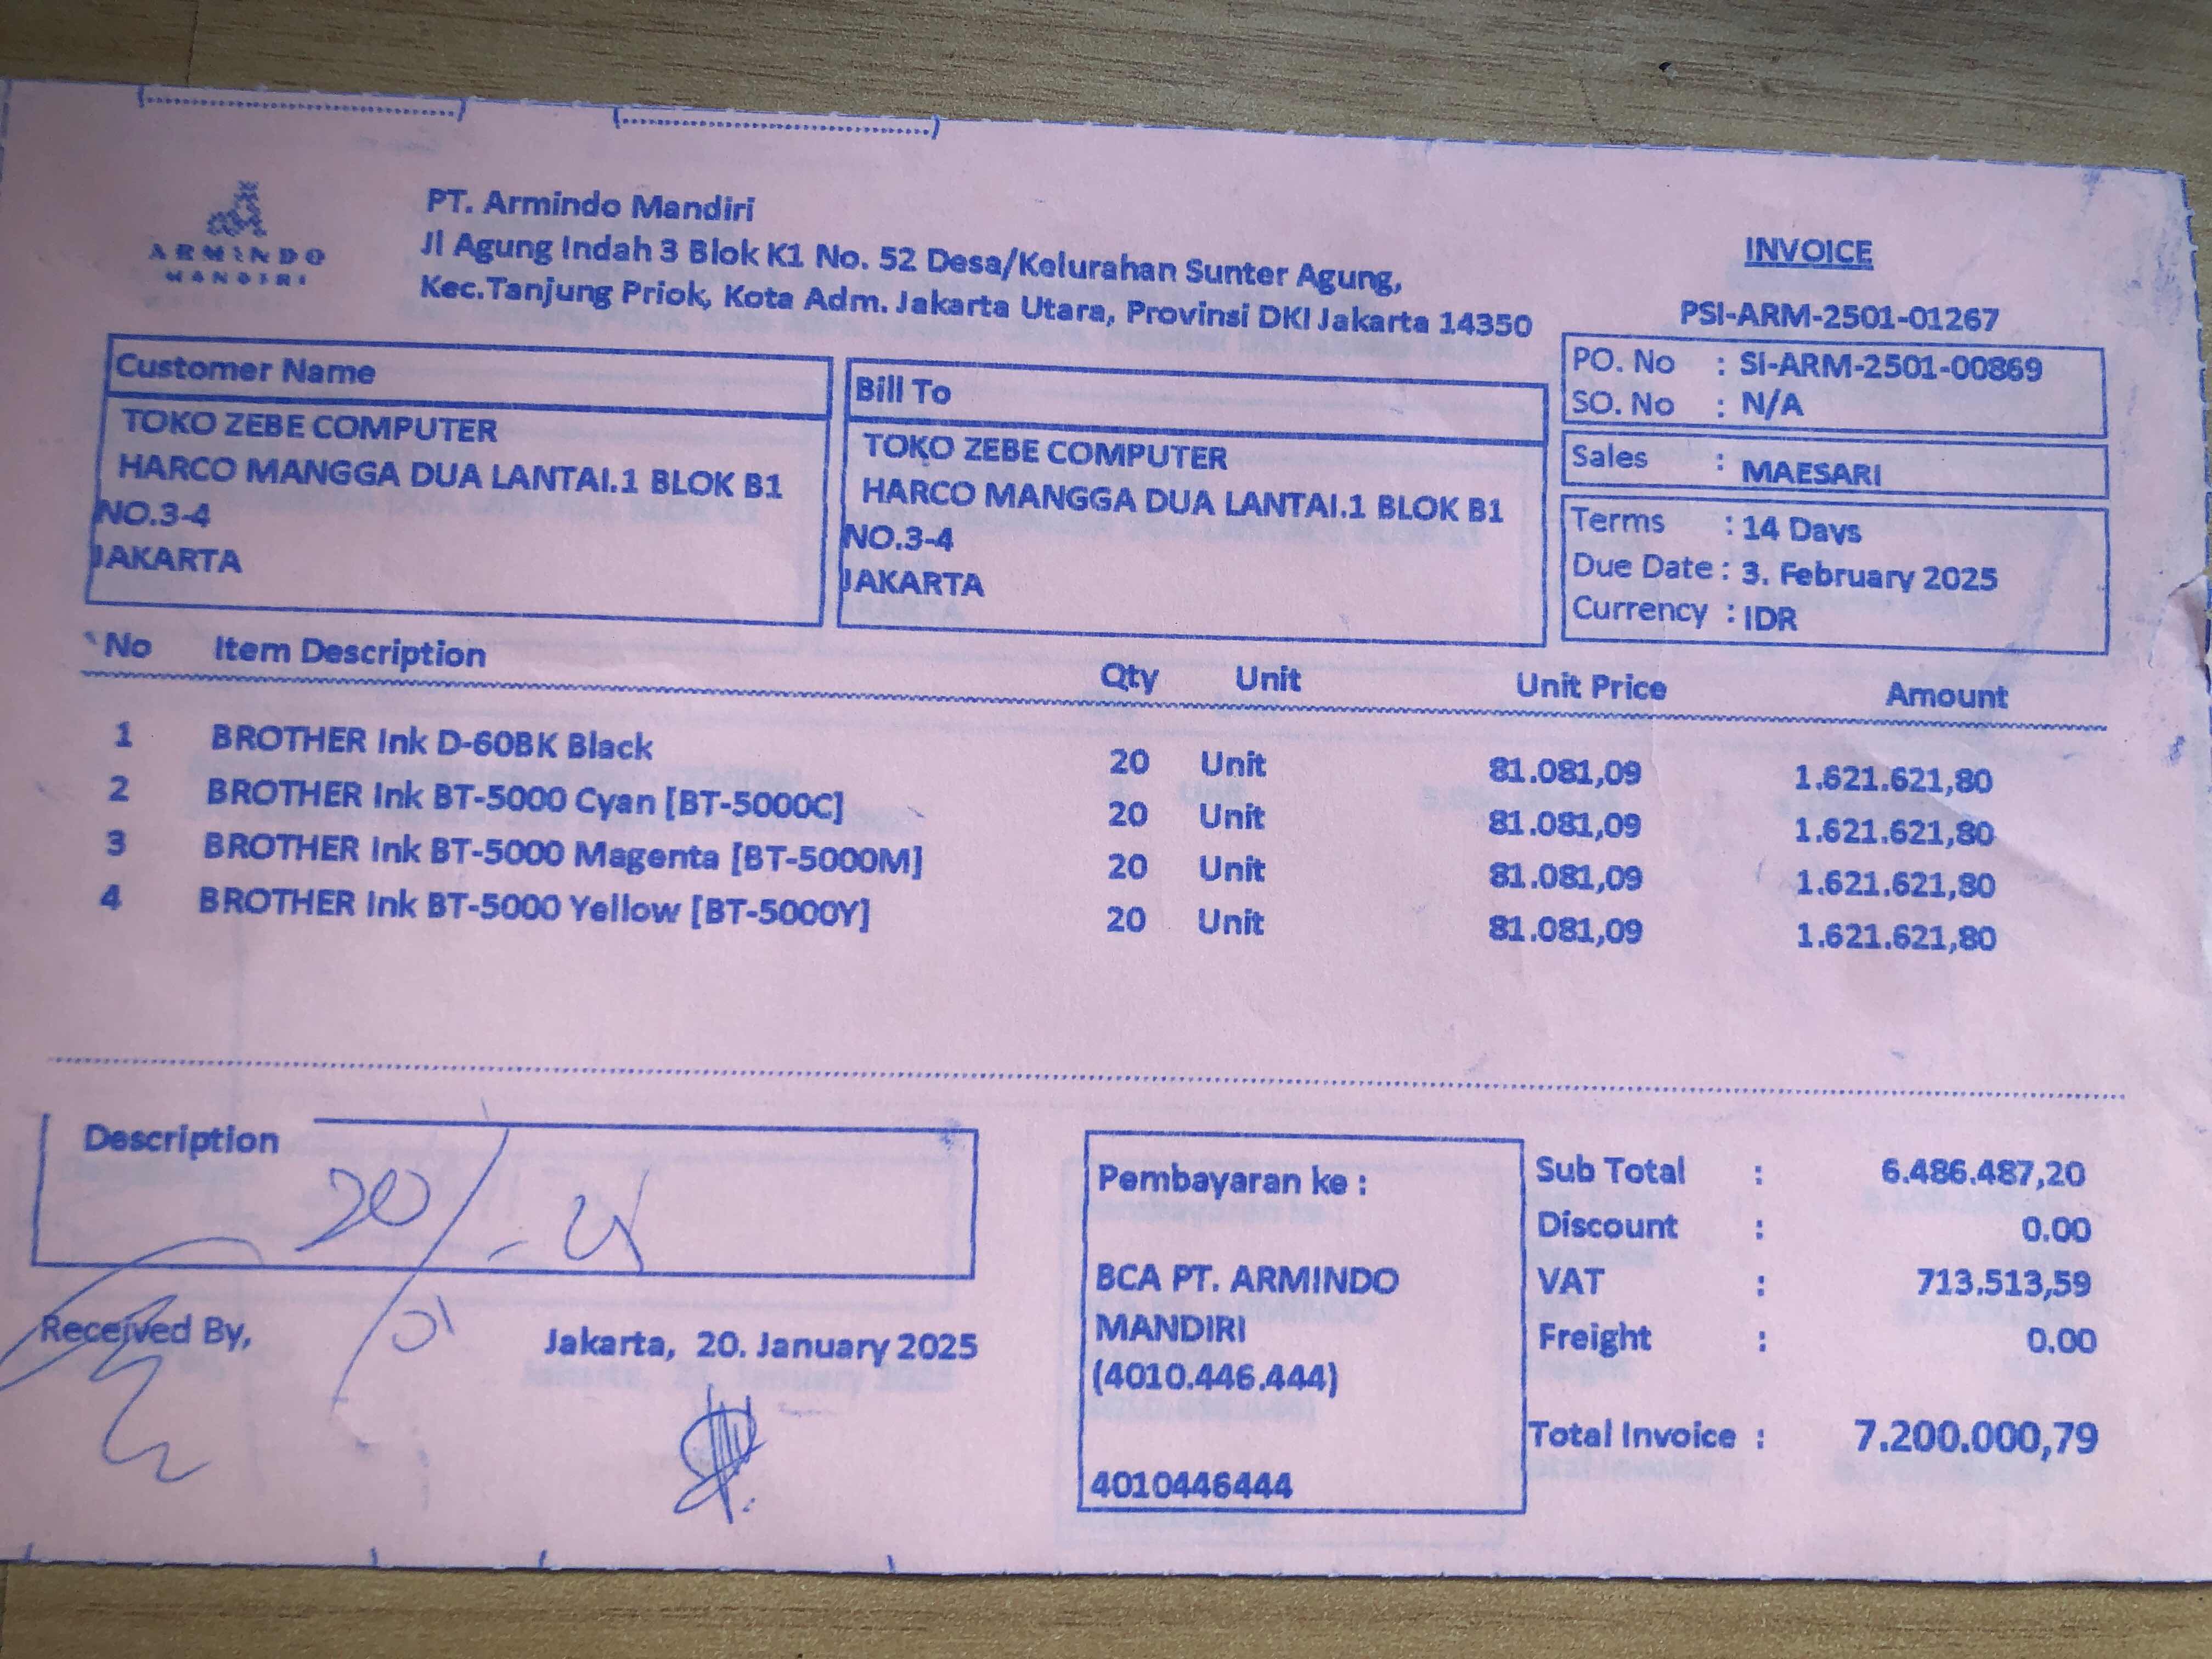 ARMINDO
MANDIRI
PT. Armindo Mandiri
Jl Agung Indah 3 Blok K1 No. 52 Desa/Kelurahan Sunter Agung,
Kec.Tanjung Priok, Kota Adm. Jakarta Utara, Provinsi DKI Jakarta 14350
INVOICE
PSI-ARM-2501-01267
PO. No : SI-ARM-2501-00869
SO. No : N/A
Sales : MAESARI
Terms : 14 Days
Due Date : 3. February 2025
Currency : IDR
Customer Name
TOKO ZEBE COMPUTER
HARCO MANGGA DUA LANTAI.1 BLOK B1
NO.3-4
JAKARTA
Bill To
TOKO ZEBE COMPUTER
HARCO MANGGA DUA LANTAI.1 BLOK B1
NO.3-4
JAKARTA
No Item Description Qty Unit Unit Price Amount
1 BROTHER Ink D-60BK Black 20 Unit 81.081,09 1.621.621,80
2 BROTHER Ink BT-5000 Cyan [BT-5000C] 20 Unit 81.081,09 1.621.621,80
3 BROTHER Ink BT-5000 Magenta [BT-5000M] 20 Unit 81.081,09 1.621.621,80
4 BROTHER Ink BT-5000 Yellow [BT-5000Y] 20 Unit 81.081,09 1.621.621,80
Description
20/
Received By,
Jakarta, 20. January 2025
Pembayaran ke :
BCA PT. ARMINDO
MANDIRI
(4010.446.444)
4010446444
Sub Total : 6.486.487,20
Discount : 0.00
VAT : 713.513,59
Freight : 0.00
Total Invoice : 7.200.000,79